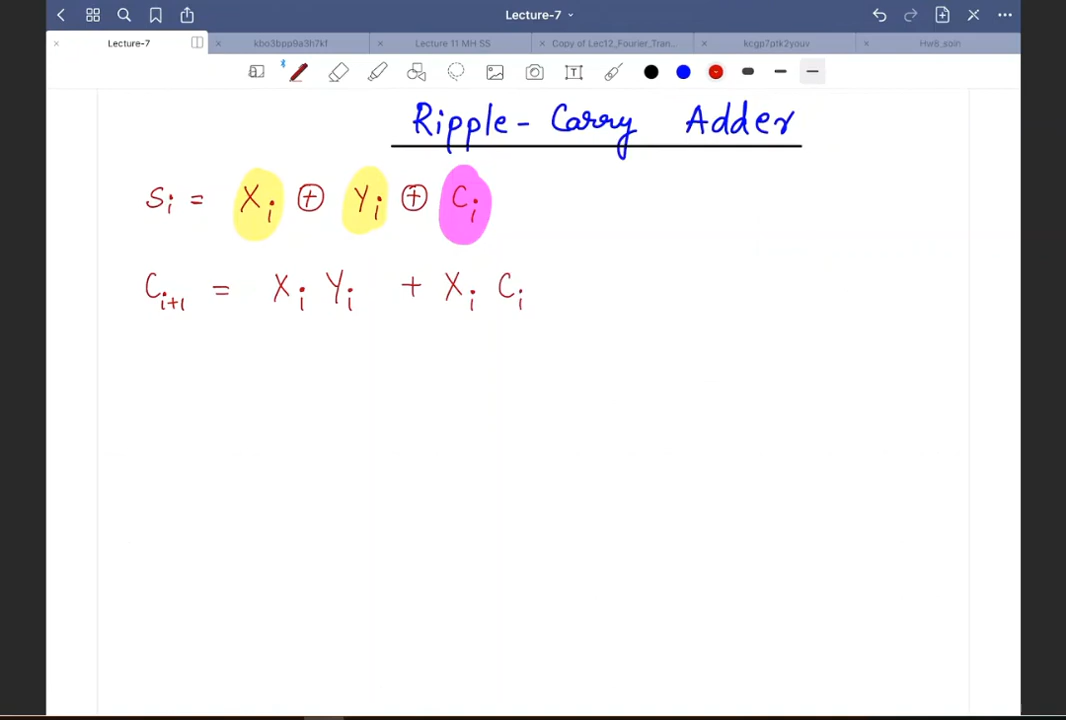 Lecture-7
Lecture-7
kbo3bpp9a3h7kf
Lecture 11 MH SS
Copy of Lec12_Fourier_Tran...
kcgp7ptk2youv
Hw8_soln
Ripple-Carry Adder
Si = Xi ⊕ Yi ⊕ Ci
Ci+1 = Xi Yi + Xi Ci